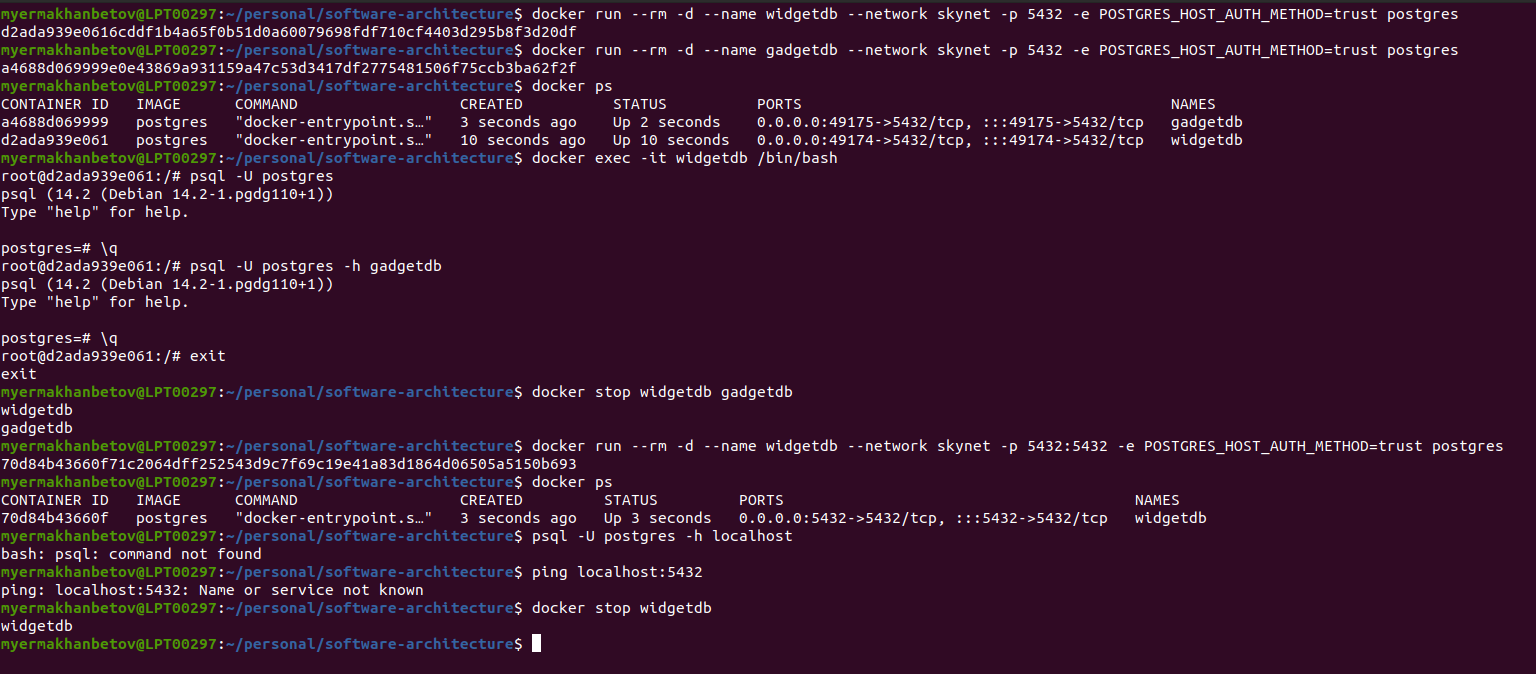 myermakhanbetov@LPT00297:~/personal/software-architecture$ docker run --rm -d --name widgetdb --network skynet -p 5432 -e POSTGRES_HOST_AUTH_METHOD=trust postgres
d2ada939e0616cddf1b4a65f0b51d0a60079698fdf710cf4403d295b8f3d20df
myermakhanbetov@LPT00297:~/personal/software-architecture$ docker run --rm -d --name gadgetdb --network skynet -p 5432 -e POSTGRES_HOST_AUTH_METHOD=trust postgres
a4688d069999e0e43869a931159a47c53d3417df2775481506f75ccb3ba62f2f
myermakhanbetov@LPT00297:~/personal/software-architecture$ docker ps
CONTAINER ID   IMAGE      COMMAND                  CREATED          STATUS          PORTS                                         NAMES
a4688d069999   postgres   "docker-entrypoint.s…"   3 seconds ago    Up 2 seconds    0.0.0.0:49175->5432/tcp, :::49175->5432/tcp   gadgetdb
d2ada939e061   postgres   "docker-entrypoint.s…"   10 seconds ago   Up 10 seconds   0.0.0.0:49174->5432/tcp, :::49174->5432/tcp   widgetdb
myermakhanbetov@LPT00297:~/personal/software-architecture$ docker exec -it widgetdb /bin/bash
root@d2ada939e061:/# psql -U postgres
psql (14.2 (Debian 14.2-1.pgdg110+1))
Type "help" for help.

postgres=# \q
root@d2ada939e061:/# psql -U postgres -h gadgetdb
psql (14.2 (Debian 14.2-1.pgdg110+1))
Type "help" for help.

postgres=# \q
root@d2ada939e061:/# exit
exit
myermakhanbetov@LPT00297:~/personal/software-architecture$ docker stop widgetdb gadgetdb
widgetdb
gadgetdb
myermakhanbetov@LPT00297:~/personal/software-architecture$ docker run --rm -d --name widgetdb --network skynet -p 5432:5432 -e POSTGRES_HOST_AUTH_METHOD=trust postgres
70d84b43660f71c2064dff252543d9c7f69c19e41a83d1864d06505a5150b693
myermakhanbetov@LPT00297:~/personal/software-architecture$ docker ps
CONTAINER ID   IMAGE      COMMAND                  CREATED         STATUS         PORTS                                       NAMES
70d84b43660f   postgres   "docker-entrypoint.s…"   3 seconds ago   Up 3 seconds   0.0.0.0:5432->5432/tcp, :::5432->5432/tcp   widgetdb
myermakhanbetov@LPT00297:~/personal/software-architecture$ psql -U postgres -h localhost
bash: psql: command not found
myermakhanbetov@LPT00297:~/personal/software-architecture$ ping localhost:5432
ping: localhost:5432: Name or service not known
myermakhanbetov@LPT00297:~/personal/software-architecture$ docker stop widgetdb
widgetdb
myermakhanbetov@LPT00297:~/personal/software-architecture$